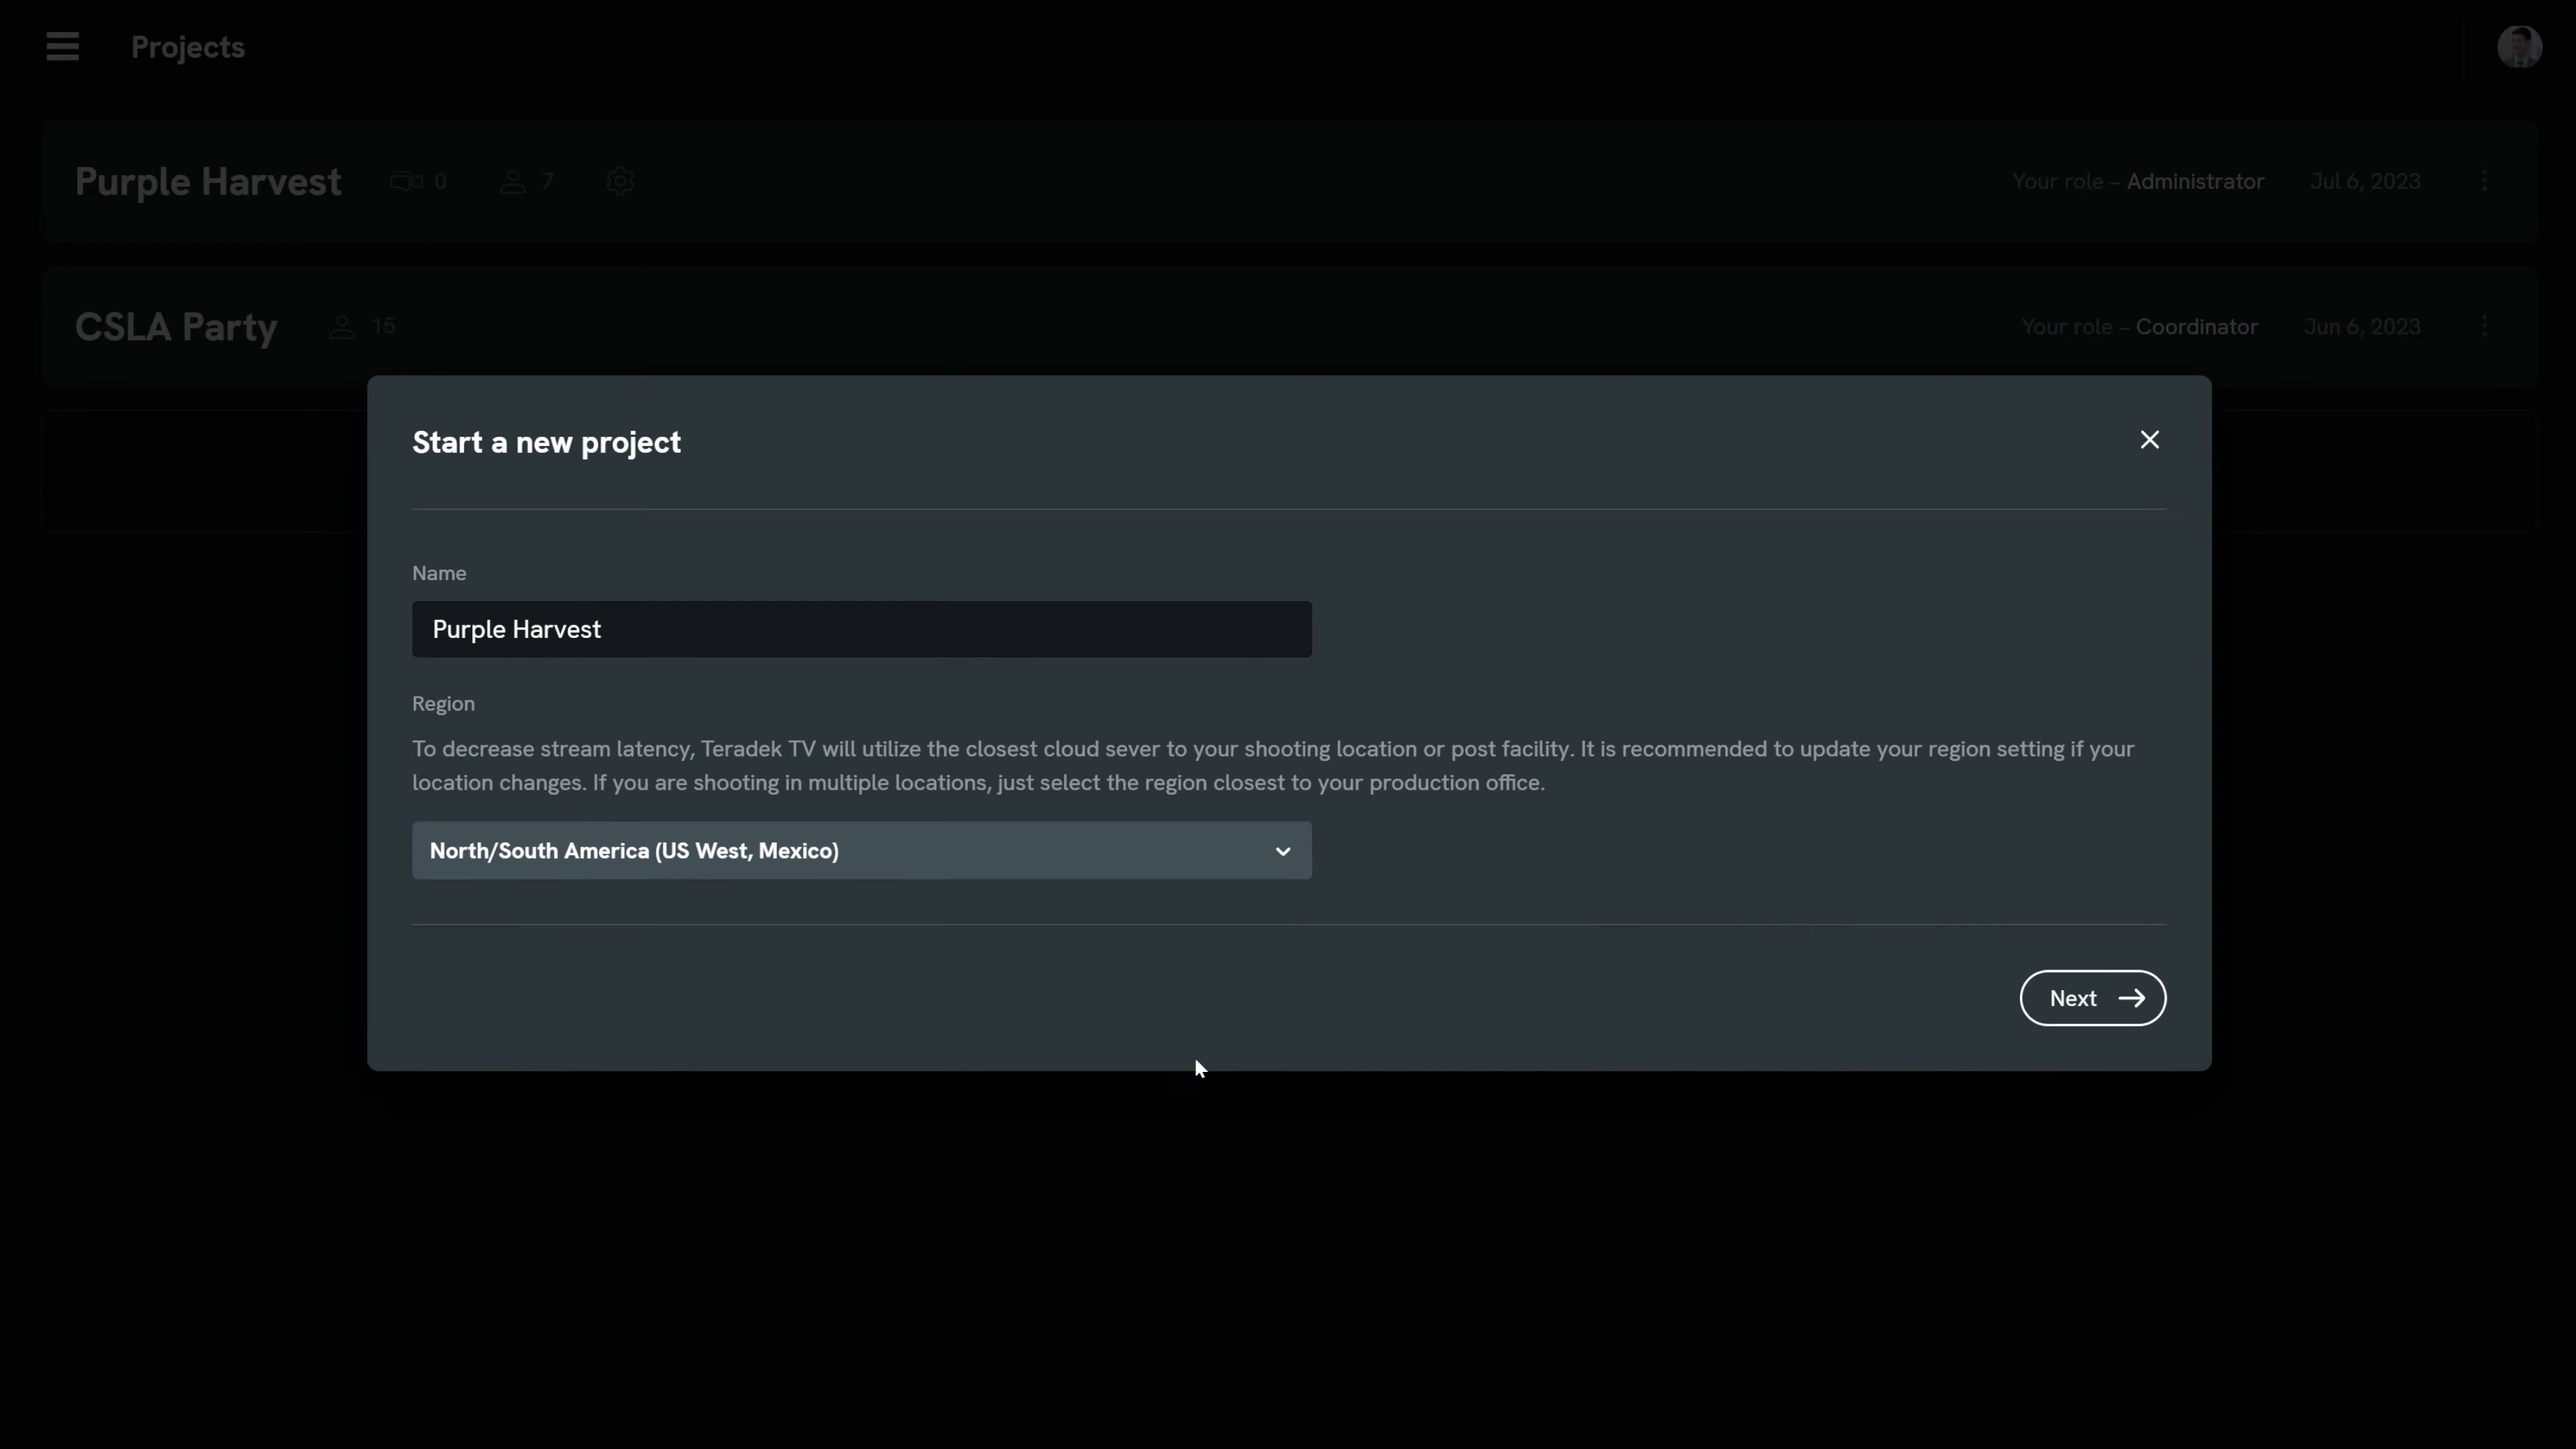 Projects
Purple Harvest 0 7 Your role – Administrator Jul 6, 2023
CSLA Party 15 Your role – Coordinator Jun 6, 2023
Start a new project
Name
Purple Harvest
Region
To decrease stream latency, Teradek TV will utilize the closest cloud sever to your shooting location or post facility. It is recommended to update your region setting if your
location changes. If you are shooting in multiple locations, just select the region closest to your production office.
North/South America (US West, Mexico)
Next